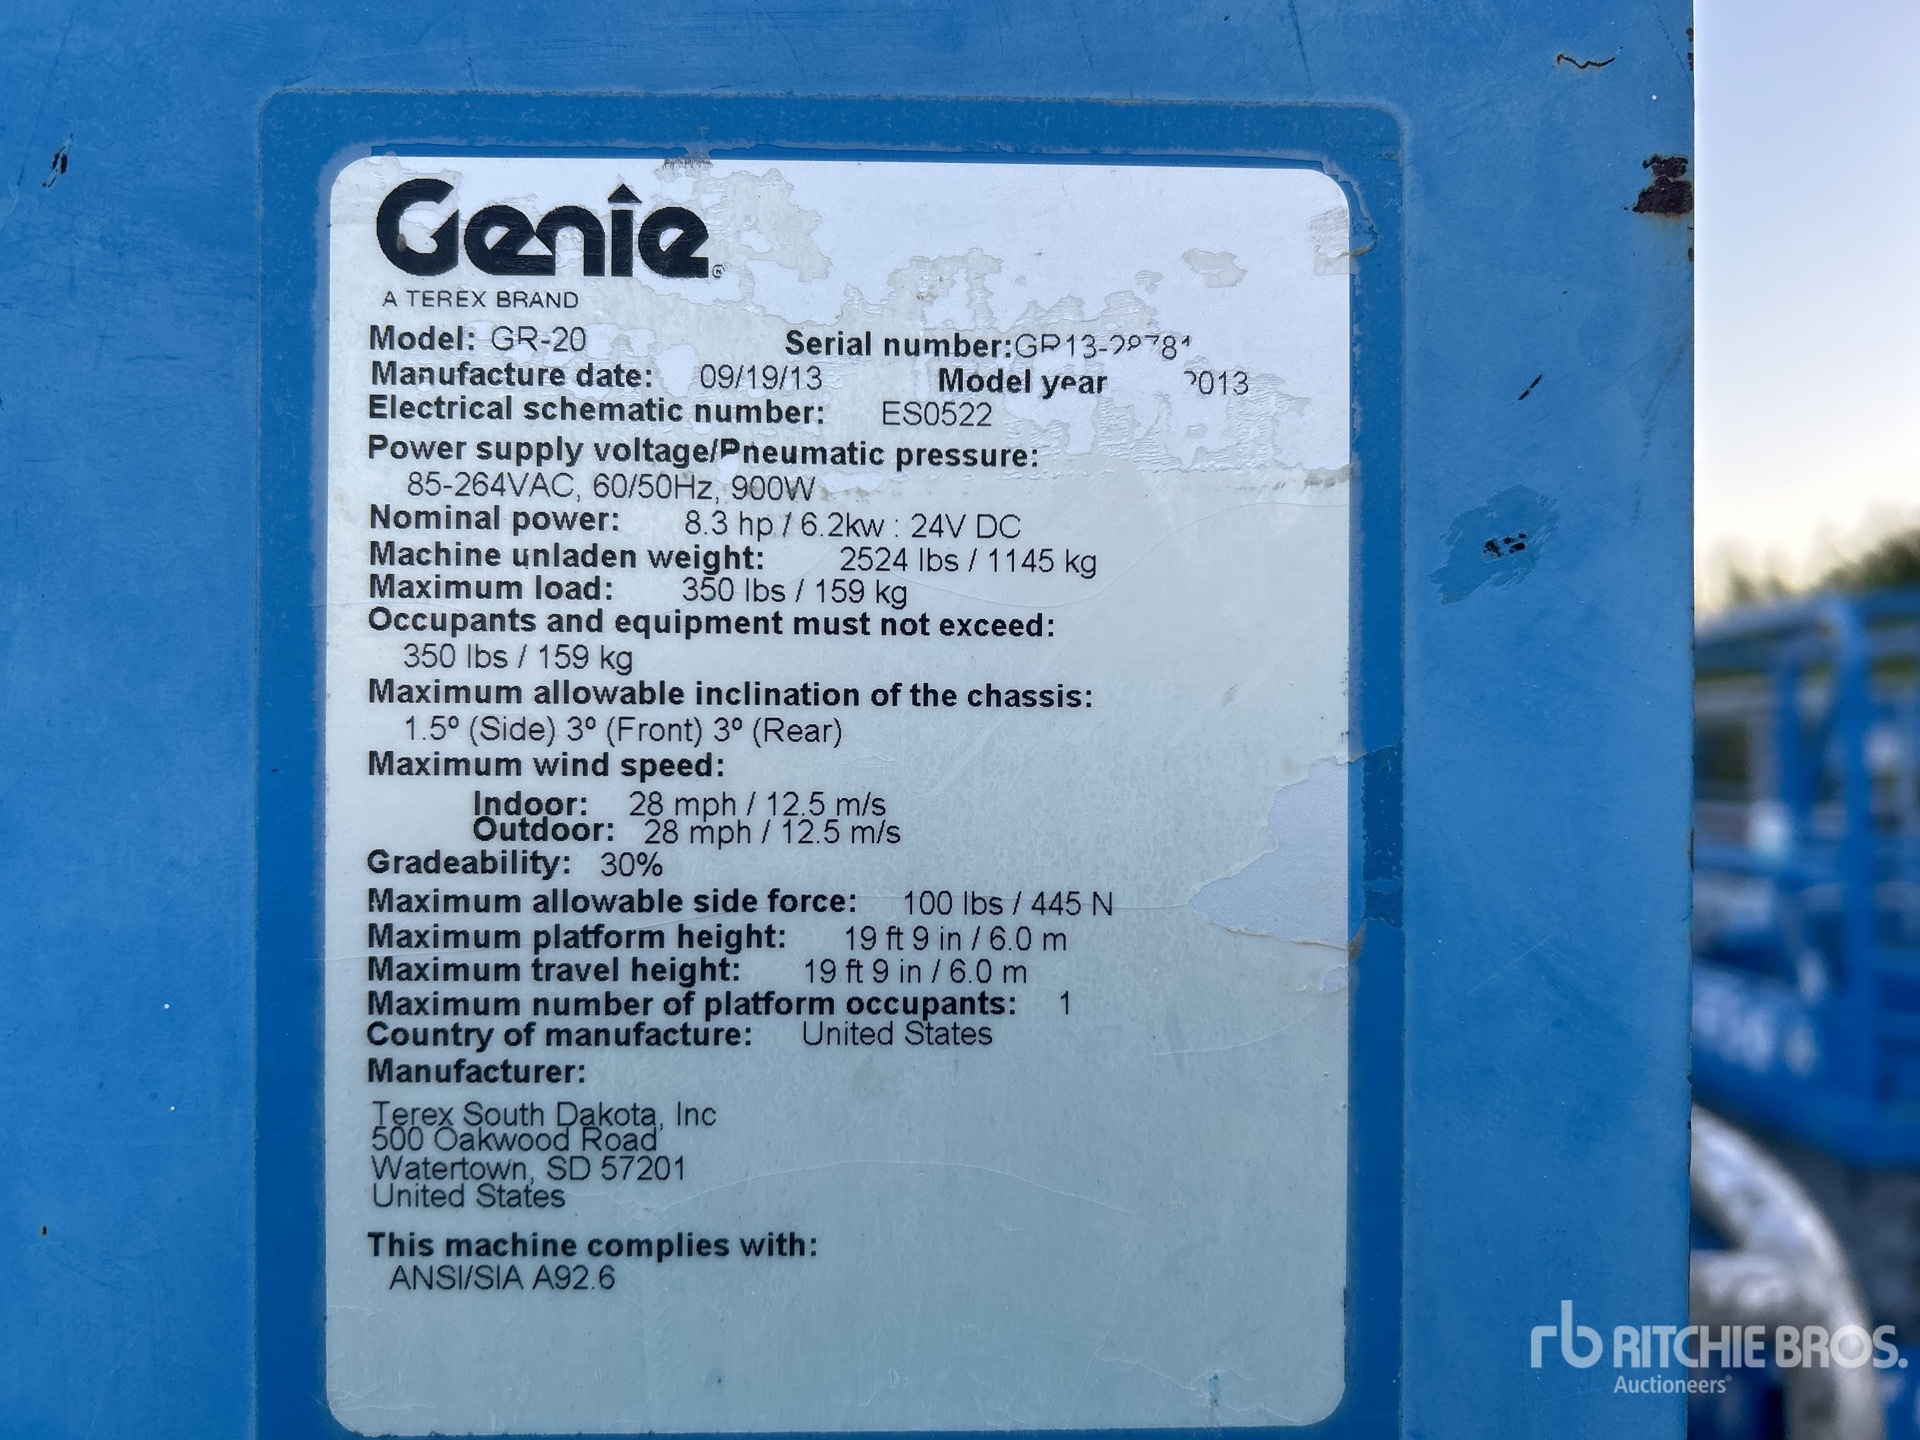 Genie
A TEREX BRAND
Model: GR-20 Serial number:
Manufacture date: 09/19/13 Model year 2013
Electrical schematic number: ES0522
Power supply voltage/Pneumatic pressure:
85-264VAC, 60/50Hz, 900W
Nominal power: 8.3 hp / 6.2kw : 24V DC
Machine unladen weight: 2524 lbs / 1145 kg
Maximum load: 350 lbs / 159 kg
Occupants and equipment must not exceed:
350 lbs / 159 kg
Maximum allowable inclination of the chassis:
1.5º (Side) 3º (Front) 3º (Rear)
Maximum wind speed:
Indoor: 28 mph / 12.5 m/s
Outdoor: 28 mph / 12.5 m/s
Gradeability: 30%
Maximum allowable side force: 100 lbs / 445 N
Maximum platform height: 19 ft 9 in / 6.0 m
Maximum travel height: 19 ft 9 in / 6.0 m
Maximum number of platform occupants: 1
Country of manufacture: United States
Manufacturer:
Terex South Dakota, Inc
500 Oakwood Road
Watertown, SD 57201
United States
This machine complies with:
ANSI/SIA A92.6
rb RITCHIE BROS.
Auctioneers